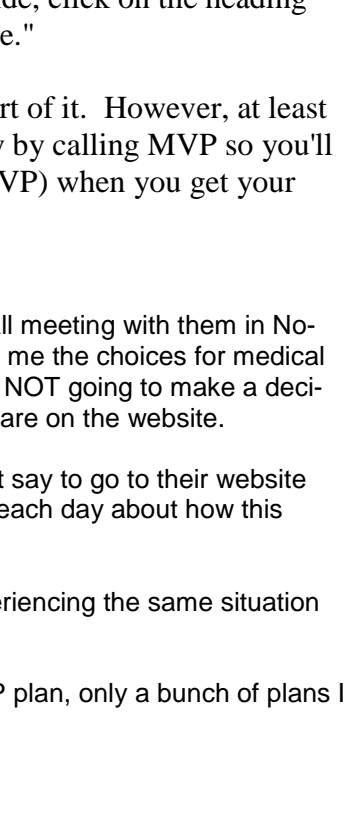 ide, click on the heading
e."
rt of it. However, at least
y by calling MVP so you'll
VP) when you get your
ll meeting with them in No-
me the choices for medical
NOT going to make a deci-
are on the website.
t say to go to their website
each day about how this
eriencing the same situation
P plan, only a bunch of plans I